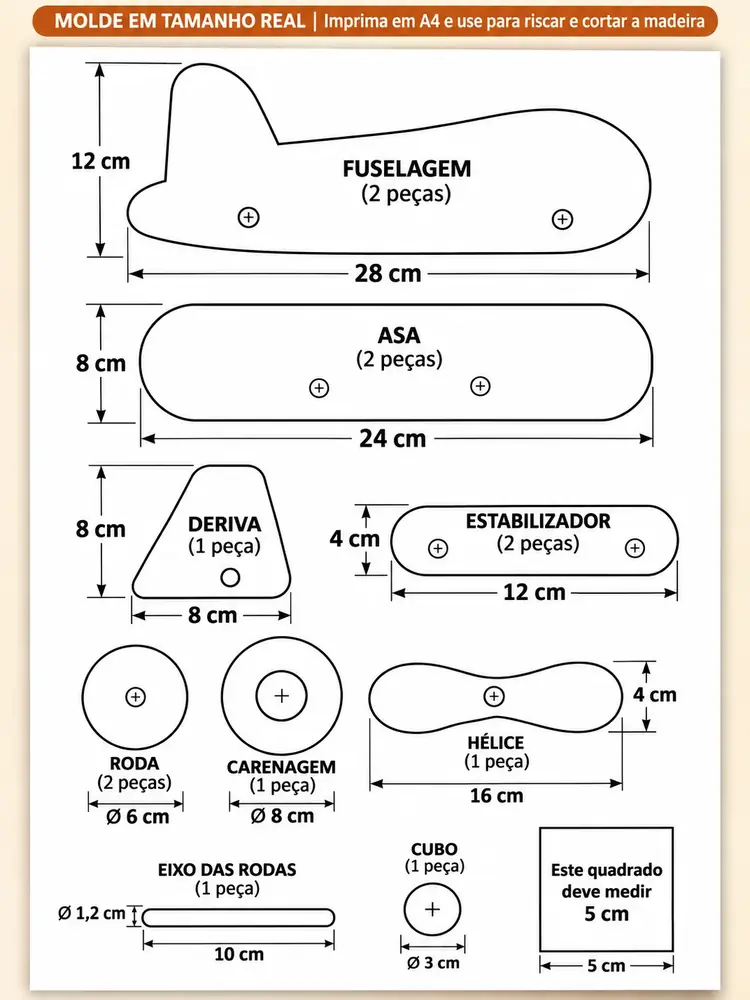 MOLDE EM TAMANHO REAL | Imprima em A4 e use para riscar e cortar a madeira
12 cm
FUSELAGEM
(2 peças)
28 cm
8 cm
ASA
(2 peças)
24 cm
8 cm
DERIVA
(1 peça)
8 cm
4 cm
ESTABILIZADOR
(2 peças)
12 cm
RODA
(2 peças)
Ø 6 cm
CARENAGEM
(1 peça)
Ø 8 cm
4 cm
HÉLICE
(1 peça)
16 cm
EIXO DAS RODAS
(1 peça)
Ø 1,2 cm
10 cm
CUBO
(1 peça)
Ø 3 cm
Este quadrado
deve medir
5 cm
5 cm